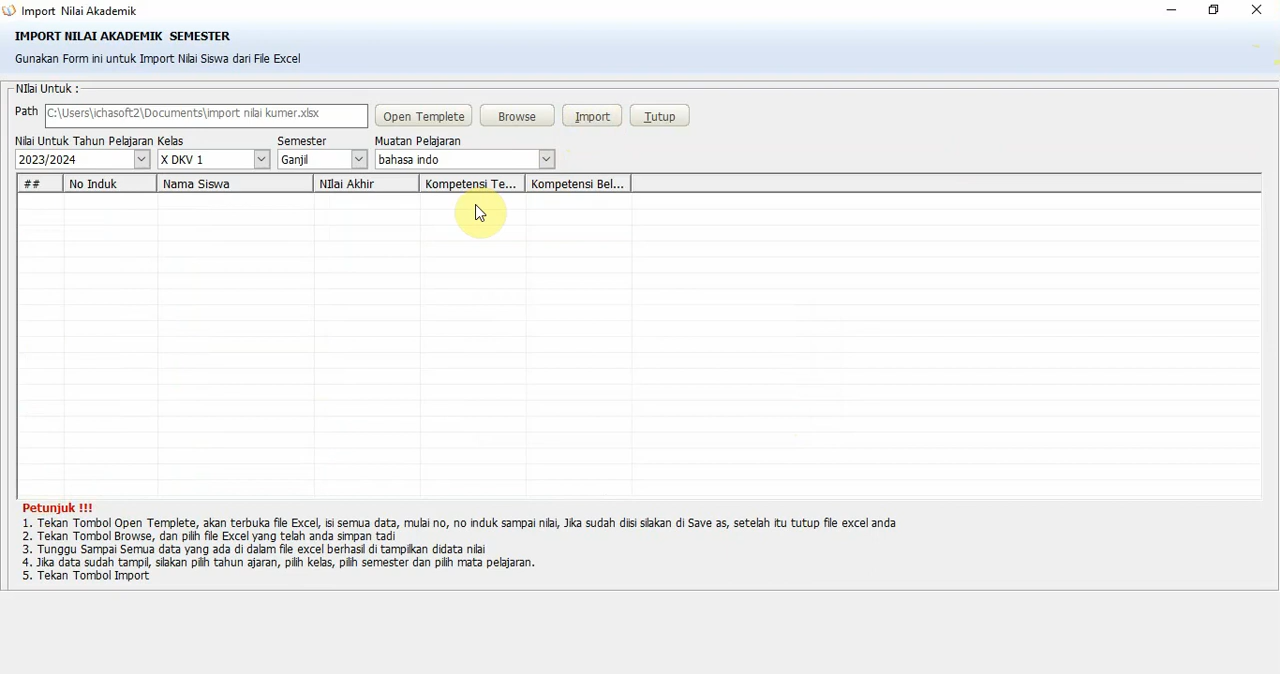 Import Nilai Akademik
IMPORT NILAI AKADEMIK SEMESTER
Gunakan Form ini untuk Import Nilai Siswa dari File Excel
NIlai Untuk :
Path C:\Users\ichasoft2\Documents\import nilai kumer.xlsx Open Templete Browse Import Tutup
Nilai Untuk Tahun Pelajaran Kelas Semester Muatan Pelajaran
2023/2024 X DKV 1 Ganjil bahasa indo
## No Induk Nama Siswa NIlai Akhir Kompetensi Te... Kompetensi Bel...
Petunjuk !!!
1. Tekan Tombol Open Templete, akan terbuka file Excel, isi semua data, mulai no, no induk sampai nilai, Jika sudah diisi silakan di Save as, setelah itu tutup file excel anda
2. Tekan Tombol Browse, dan pilih file Excel yang telah anda simpan tadi
3. Tunggu Sampai Semua data yang ada di dalam file excel berhasil di tampilkan didata nilai
4. Jika data sudah tampil, silakan pilih tahun ajaran, pilih kelas, pilih semester dan pilih mata pelajaran.
5. Tekan Tombol Import